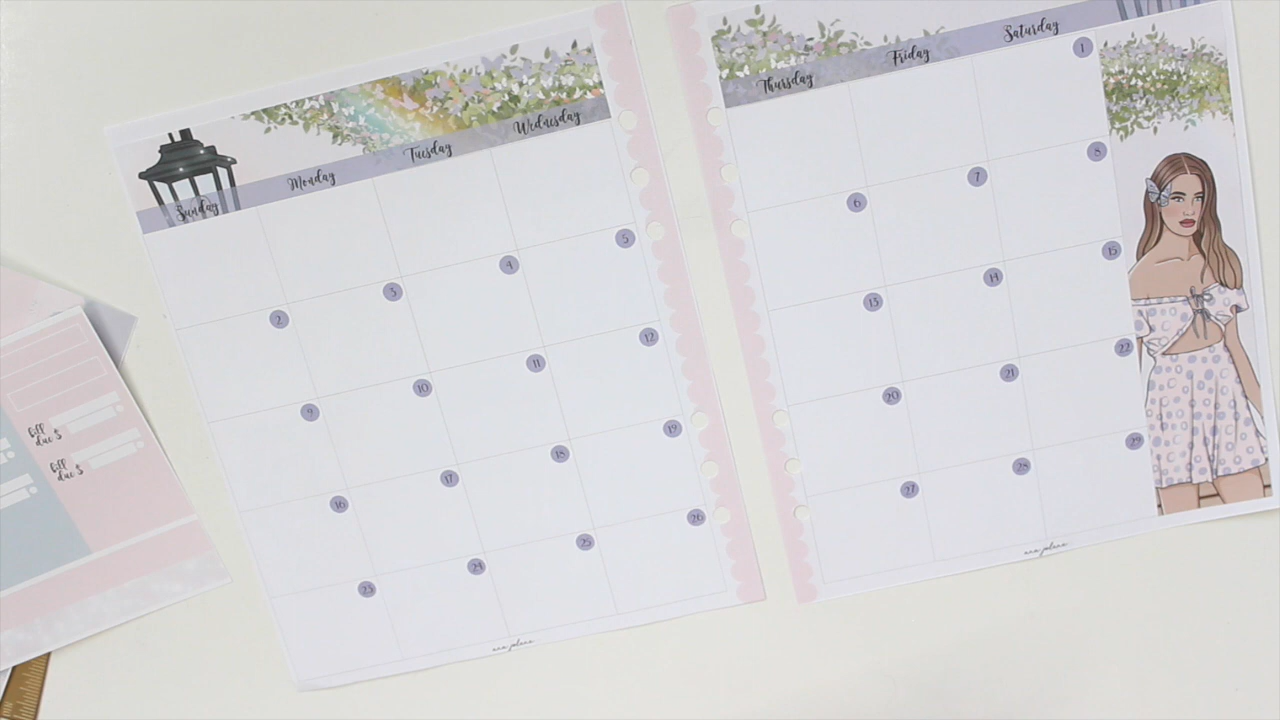 Sunday Monday Tuesday Wednesday
Thursday Friday Saturday
1
2 3 4 5
6 7 8
9 10 11 12
13 14 15
16 17 18 19
20 21 22
23 24 25 26
27 28 29
bill
due $
bill
due $